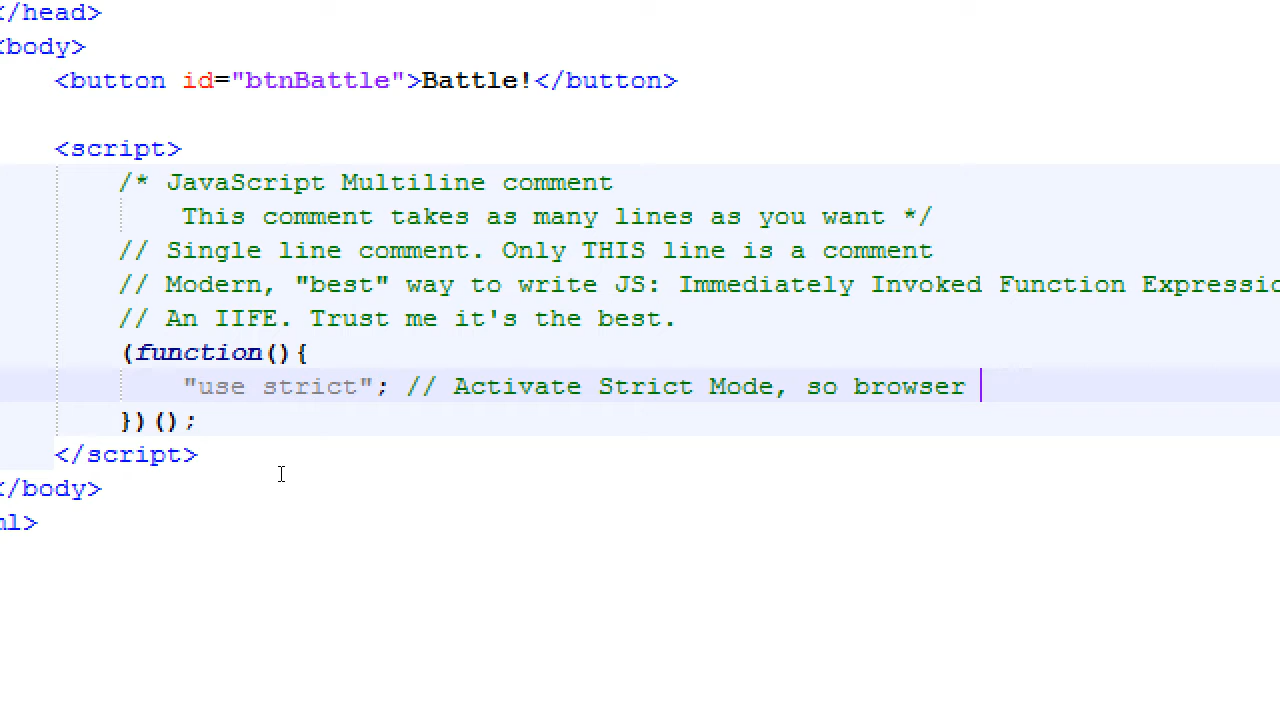 </head>
<body>
<button id="btnBattle">Battle!</button>
<script>
/* JavaScript Multiline comment
This comment takes as many lines as you want */
// Single line comment. Only THIS line is a comment
// Modern, "best" way to write JS: Immediately Invoked Function Expressio
// An IIFE. Trust me it's the best.
(function(){
"use strict"; // Activate Strict Mode, so browser
})();
</script>
</body>
ml>